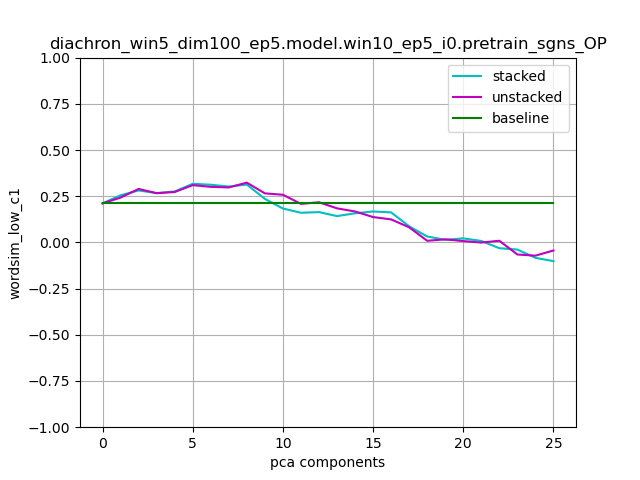 diachron_win5_dim100_ep5.model.win10_ep5_i0.pretrain_sgns_OP
stacked
unstacked
baseline
1.00
0.75
0.50
0.25
0.00
−0.25
−0.50
−0.75
−1.00
wordsim_low_c1
0 5 10 15 20 25
pca components